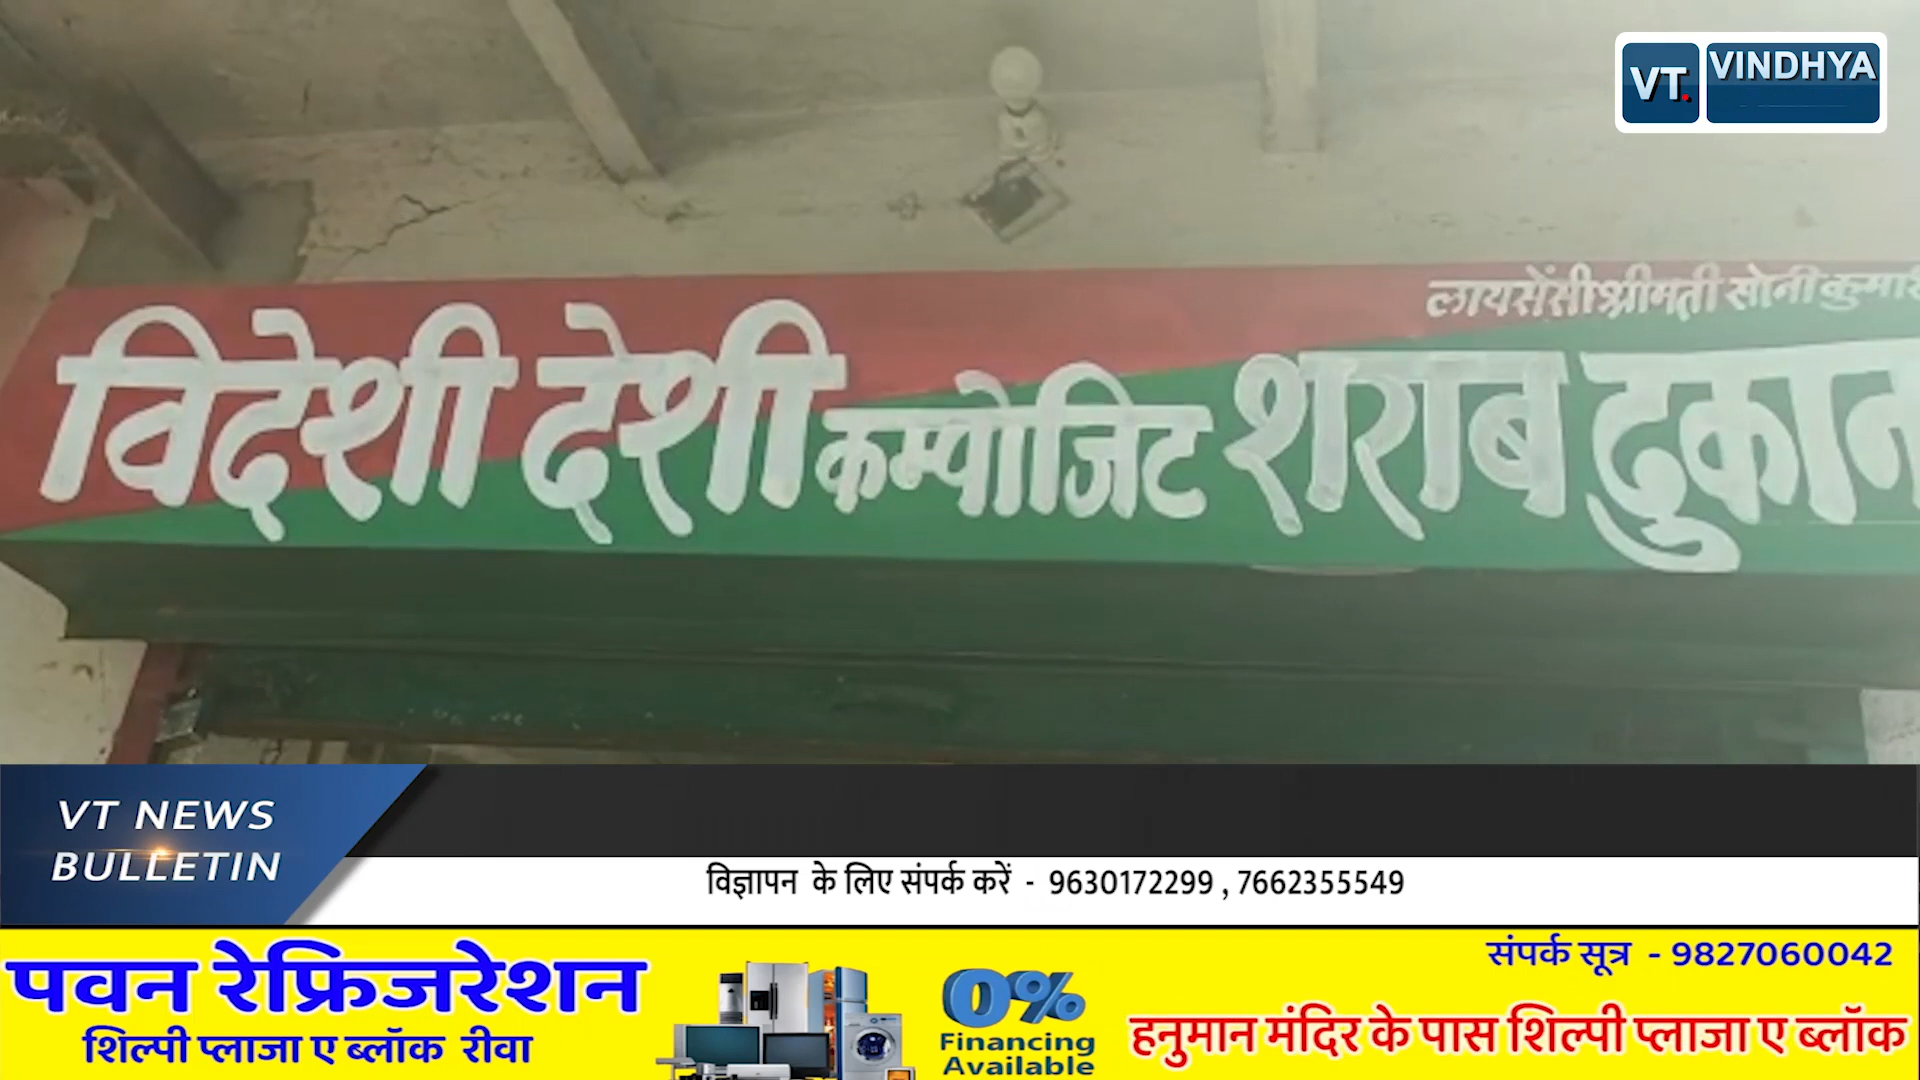 VT. VINDHYA
लायसेंसी श्रीमती सोनी
विदेशी देशी कम्पोजिट शराब दुकान
VT NEWS
BULLETIN
विज्ञापन के लिए संपर्क करें - 9630172299 , 7662355549
पवन रेफ्रिजरेशन
शिल्पी प्लाजा ए ब्लॉक रीवा
0%
Financing
Available
संपर्क सूत्र - 9827060042
हनुमान मंदिर के पास शिल्पी प्लाजा ए ब्लॉक